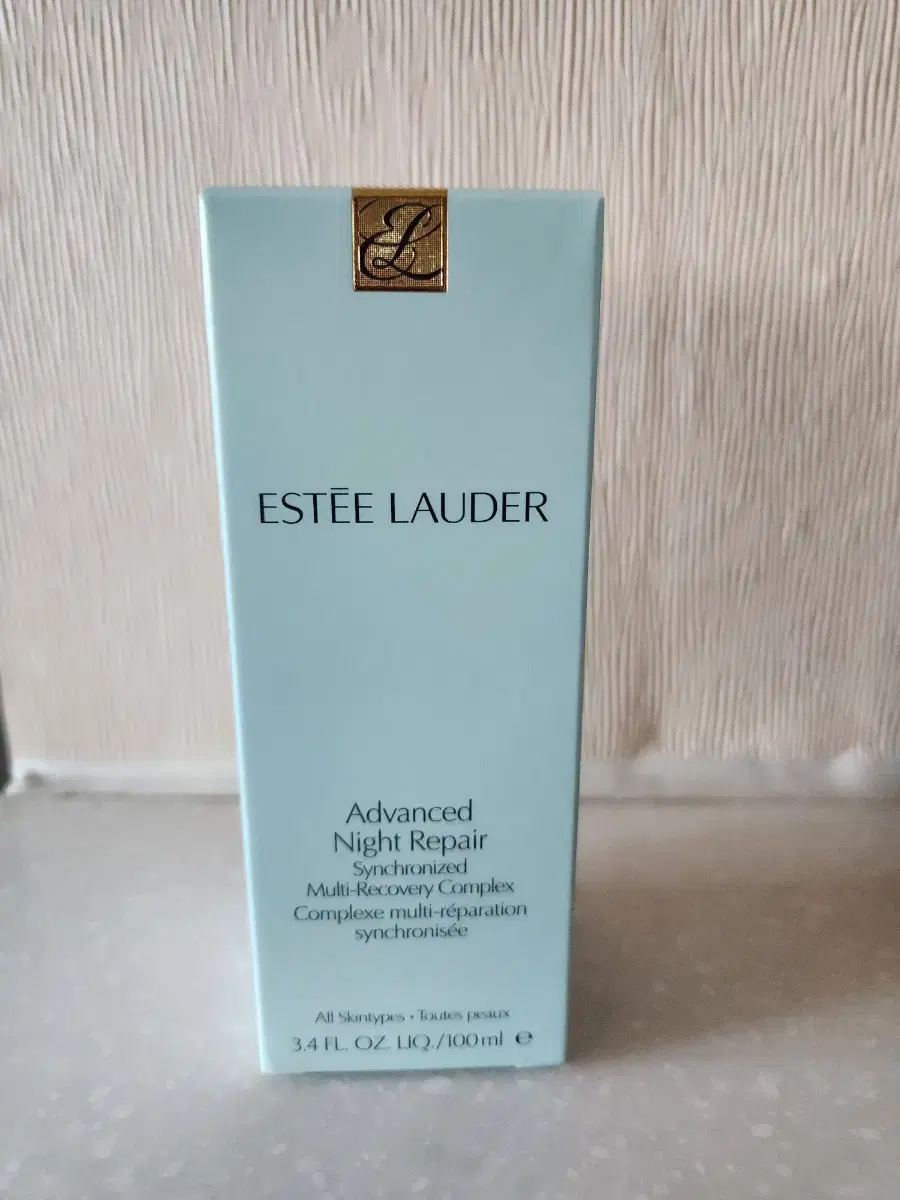 EL
ESTĒE LAUDER
Advanced
Night Repair
Synchronized
Multi-Recovery Complex
Complexe multi-réparation
synchronisée
All Skintypes • Toutes peaux
3.4 FL. OZ. LIQ./100 ml ℮